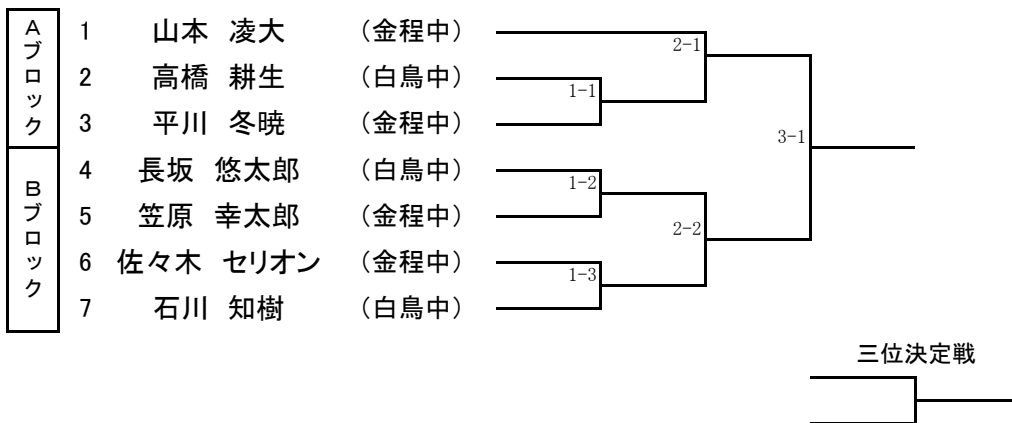 Aブロック
1 山本 凌大 （金程中）
2-1
2 高橋 耕生 （白鳥中）
1-1
3 平川 冬暁 （金程中）
3-1
Bブロック
4 長坂 悠太郎 （白鳥中）
1-2
5 笠原 幸太郎 （金程中）
2-2
6 佐々木 セリオン （金程中）
1-3
7 石川 知樹 （白鳥中）
三位決定戦